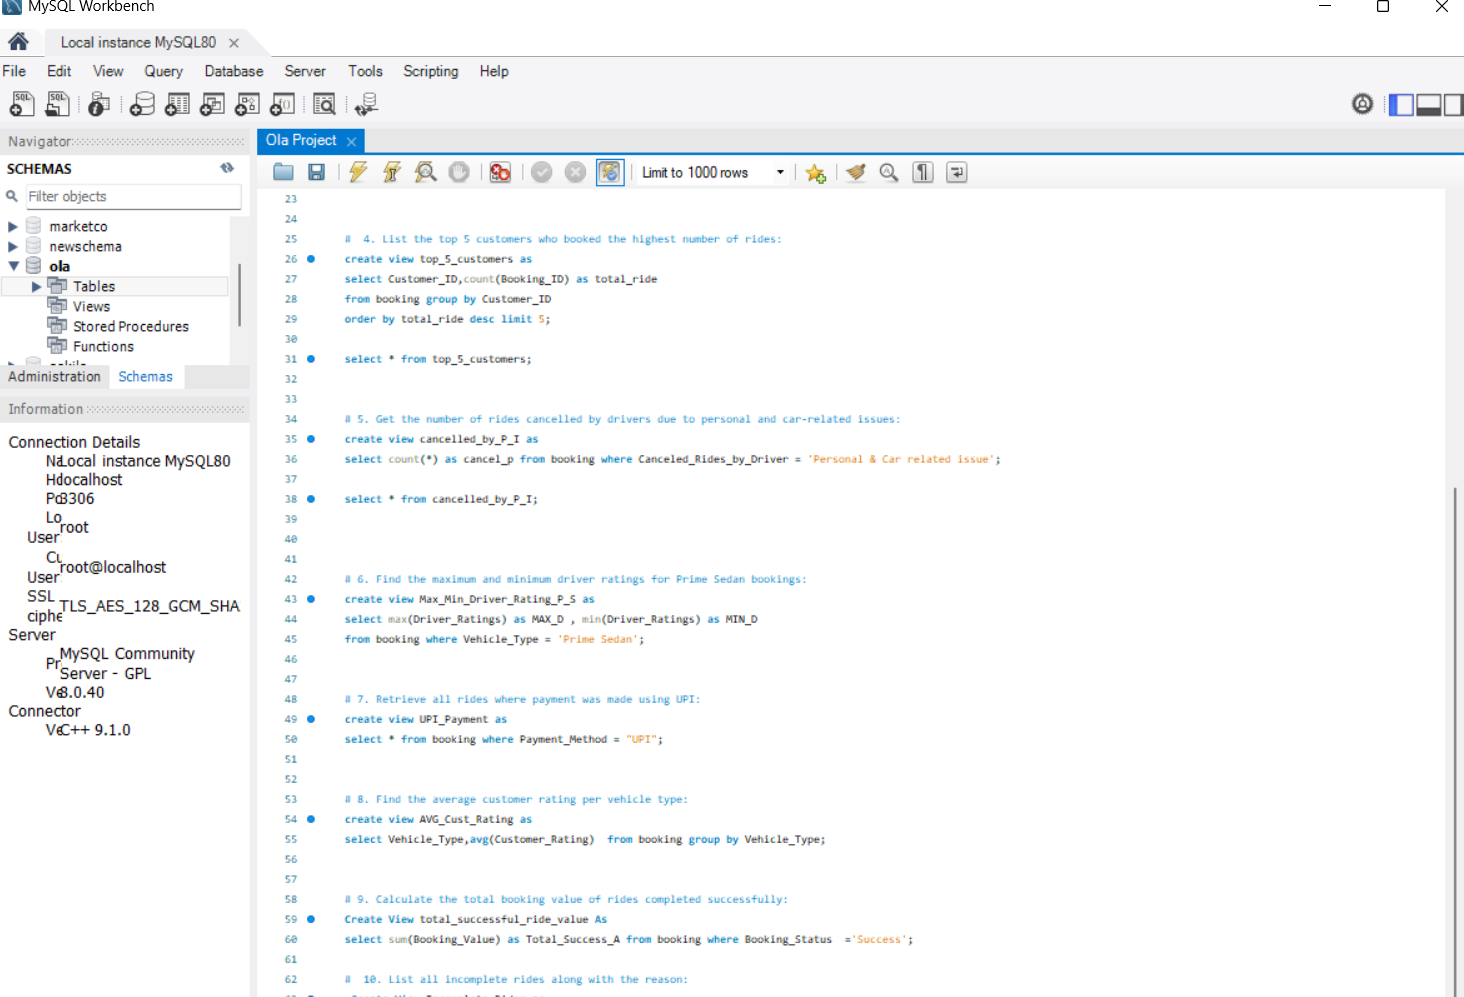 MySQL Workbench
Local instance MySQL80
File Edit View Query Database Server Tools Scripting Help
Navigator
SCHEMAS
Filter objects
marketco
newschema
ola
Tables
Views
Stored Procedures
Functions
Administration Schemas
Information
Connection Details
Local instance MySQL80
localhost
3306
root
User
root@localhost
User
SSL
TLS_AES_128_GCM_SHA
Server
MySQL Community
Server - GPL
8.0.40
Connector
C++ 9.1.0
Ola Project
Limit to 1000 rows
23
24
25 # 4. List the top 5 customers who booked the highest number of rides:
26 create view top_5_customers as
27 select Customer_ID,count(Booking_ID) as total_ride
28 from booking group by Customer_ID
29 order by total_ride desc limit 5;
30
31 select * from top_5_customers;
32
33
34 # 5. Get the number of rides cancelled by drivers due to personal and car-related issues:
35 create view cancelled_by_P_I as
36 select count(*) as cancel_p from booking where Canceled_Rides_by_Driver = 'Personal & Car related issue';
37
38 select * from cancelled_by_P_I;
39
40
41
42 # 6. Find the maximum and minimum driver ratings for Prime Sedan bookings:
43 create view Max_Min_Driver_Rating_P_S as
44 select max(Driver_Ratings) as MAX_D , min(Driver_Ratings) as MIN_D
45 from booking where Vehicle_Type = 'Prime Sedan';
46
47
48 # 7. Retrieve all rides where payment was made using UPI:
49 create view UPI_Payment as
50 select * from booking where Payment_Method = "UPI";
51
52
53 # 8. Find the average customer rating per vehicle type:
54 create view AVG_Cust_Rating as
55 select Vehicle_Type,avg(Customer_Rating)  from booking group by Vehicle_Type;
56
57
58 # 9. Calculate the total booking value of rides completed successfully:
59 Create View total_successful_ride_value As
60 select sum(Booking_Value) as Total_Success_A from booking where Booking_Status  ='Success';
61
62 #  10. List all incomplete rides along with the reason: